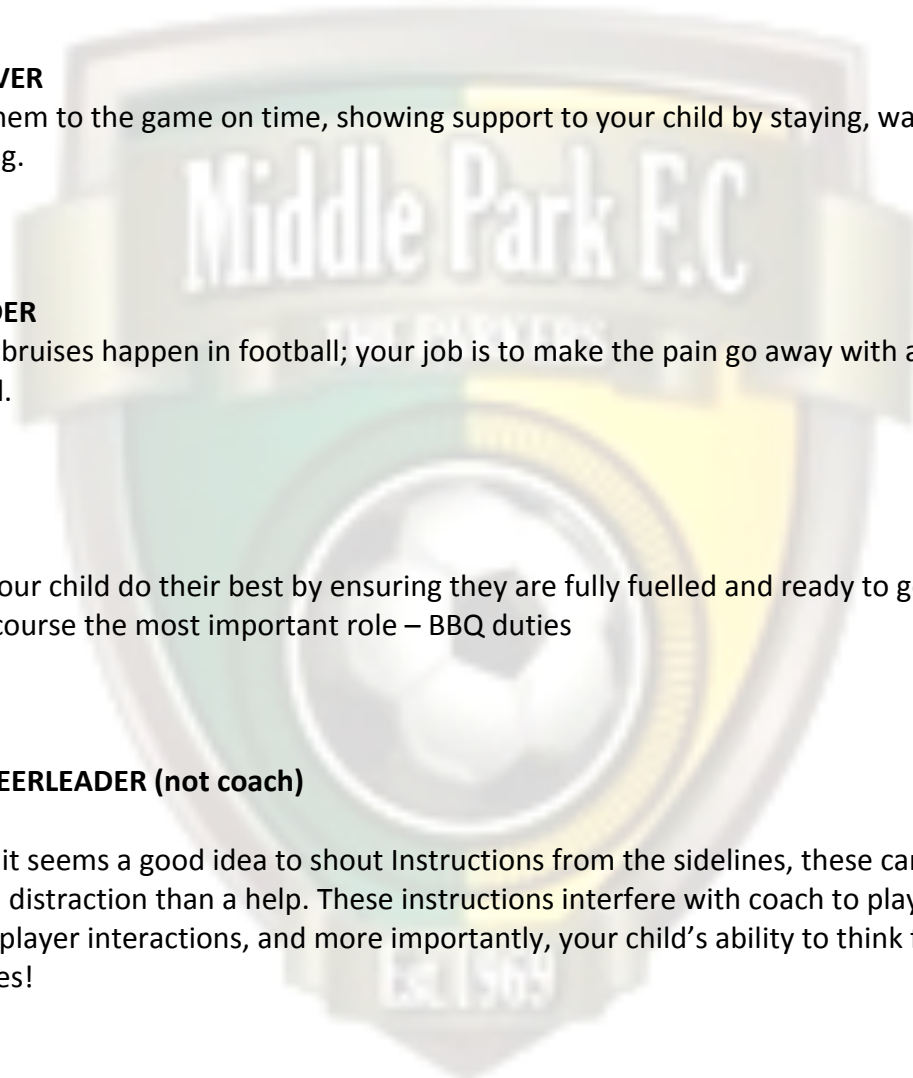 VER
hem to the game on time, showing support to your child by staying, wa
g.
Middle Park F.C
THE PARKERS
DER
bruises happen in football; your job is to make the pain go away with a
l.
our child do their best by ensuring they are fully fuelled and ready to g
course the most important role – BBQ duties
EERLEADER (not coach)
it seems a good idea to shout Instructions from the sidelines, these car
distraction than a help. These instructions interfere with coach to play
player interactions, and more importantly, your child’s ability to think f
es!
Est. 1969